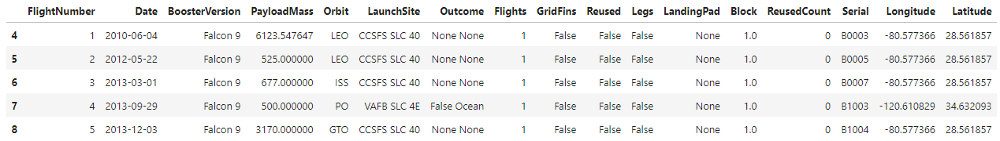 FlightNumber Date BoosterVersion PayloadMass Orbit LaunchSite Outcome Flights GridFins Reused Legs LandingPad Block ReusedCount Serial Longitude Latitude
4 1 2010-06-04 Falcon 9 6123.547647 LEO CCSFS SLC 40 None None 1 False False False None 1.0 0 B0003 -80.577366 28.561857
5 2 2012-05-22 Falcon 9 525.000000 LEO CCSFS SLC 40 None None 1 False False False None 1.0 0 B0005 -80.577366 28.561857
6 3 2013-03-01 Falcon 9 677.000000 ISS CCSFS SLC 40 None None 1 False False False None 1.0 0 B0007 -80.577366 28.561857
7 4 2013-09-29 Falcon 9 500.000000 PO VAFB SLC 4E False Ocean 1 False False False None 1.0 0 B1003 -120.610829 34.632093
8 5 2013-12-03 Falcon 9 3170.000000 GTO CCSFS SLC 40 None None 1 False False False None 1.0 0 B1004 -80.577366 28.561857